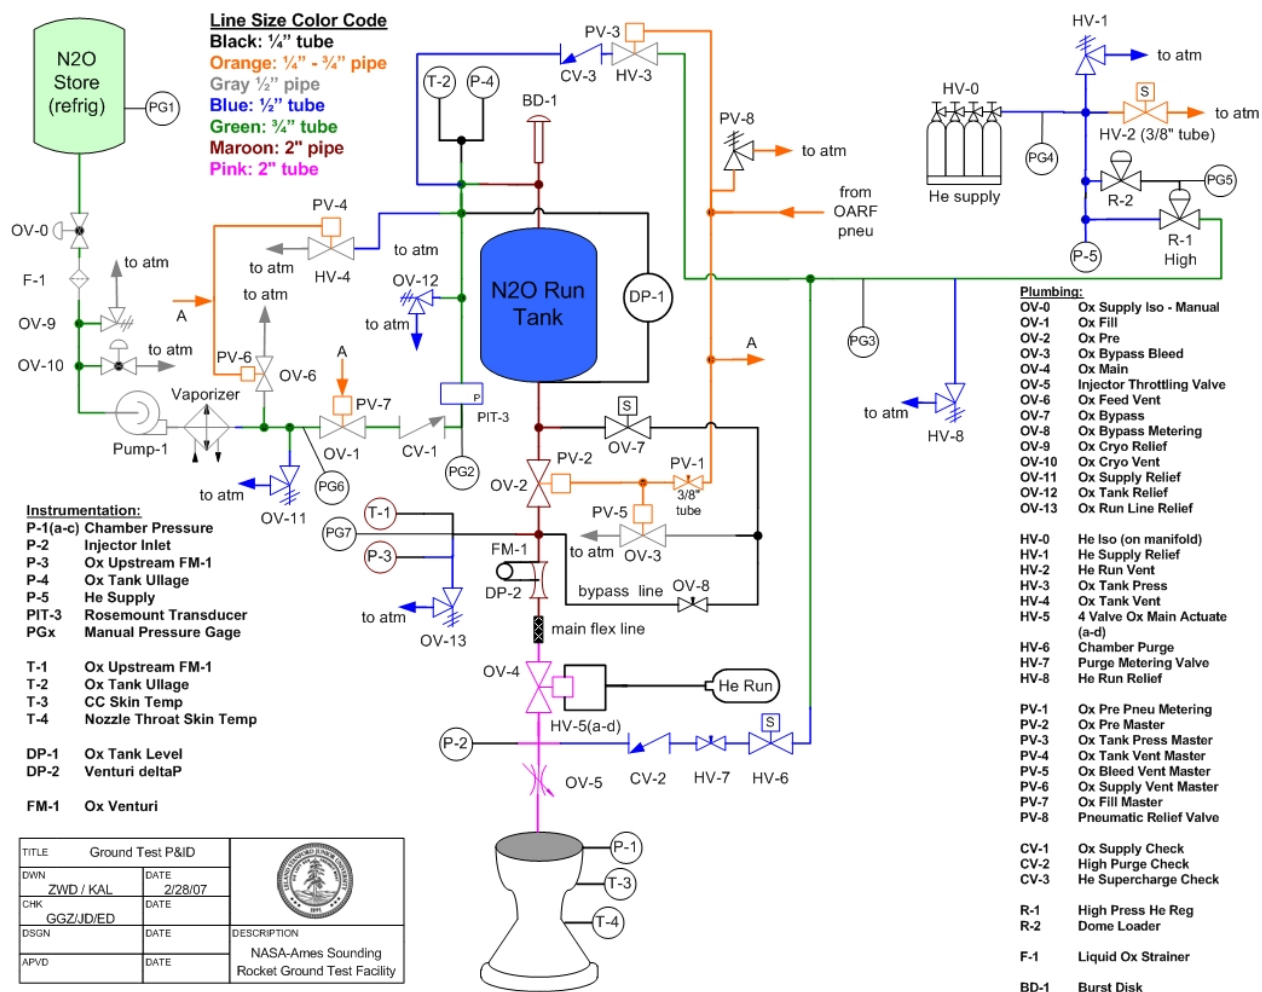 Line Size Color Code
Black: ¼” tube
Orange: ¼” - ¾” pipe
Gray ½” pipe
Blue: ½” tube
Green: ¾” tube
Maroon: 2" pipe
Pink: 2" tube
N2O
Store
(refrig)
PG1
OV-0
F-1
to atm
OV-9
OV-10
to atm
Pump-1
Vaporizer
A
PV-4
to atm
HV-4
to atm
PV-6
OV-6
A
PV-7
OV-1
CV-1
to atm
OV-11
PG6
T-2
P-4
BD-1
CV-3
PV-3
HV-3
PV-8
to atm
from
OARF
pneu
to atm
OV-12
to atm
N2O Run
Tank
DP-1
PIT-3
P
PG2
A
S
OV-7
PV-2
OV-2
PV-1
3/8"
tube
PV-5
to atm
OV-3
T-1
PG7
P-3
FM-1
DP-2
bypass line
OV-8
to atm
OV-13
main flex line
OV-4
HV-5(a-d)
He Run
P-2
OV-5
CV-2
HV-7
S
HV-6
P-1
T-3
T-4
HV-1
to atm
HV-0
He supply
PG4
S
to atm
HV-2 (3/8" tube)
R-2
PG5
R-1
High
P-5
PG3
to atm
HV-8
Instrumentation:
P-1(a-c) Chamber Pressure
P-2 Injector Inlet
P-3 Ox Upstream FM-1
P-4 Ox Tank Ullage
P-5 He Supply
PIT-3 Rosemount Transducer
PGx Manual Pressure Gage
T-1 Ox Upstream FM-1
T-2 Ox Tank Ullage
T-3 CC Skin Temp
T-4 Nozzle Throat Skin Temp
DP-1 Ox Tank Level
DP-2 Venturi deltaP
FM-1 Ox Venturi
Plumbing:
OV-0 Ox Supply Iso - Manual
OV-1 Ox Fill
OV-2 Ox Pre
OV-3 Ox Bypass Bleed
OV-4 Ox Main
OV-5 Injector Throttling Valve
OV-6 Ox Feed Vent
OV-7 Ox Bypass
OV-8 Ox Bypass Metering
OV-9 Ox Cryo Relief
OV-10 Ox Cryo Vent
OV-11 Ox Supply Relief
OV-12 Ox Tank Relief
OV-13 Ox Run Line Relief
HV-0 He Iso (on manifold)
HV-1 He Supply Relief
HV-2 He Run Vent
HV-3 Ox Tank Press
HV-4 Ox Tank Vent
HV-5 4 Valve Ox Main Actuate
(a-d)
HV-6 Chamber Purge
HV-7 Purge Metering Valve
HV-8 He Run Relief
PV-1 Ox Pre Pneu Metering
PV-2 Ox Pre Master
PV-3 Ox Tank Press Master
PV-4 Ox Tank Vent Master
PV-5 Ox Bleed Vent Master
PV-6 Ox Supply Vent Master
PV-7 Ox Fill Master
PV-8 Pneumatic Relief Valve
CV-1 Ox Supply Check
CV-2 High Purge Check
CV-3 He Supercharge Check
R-1 High Press He Reg
R-2 Dome Loader
F-1 Liquid Ox Strainer
BD-1 Burst Disk
TITLE Ground Test P&ID
DWN ZWD / KAL DATE 2/28/07
CHK GGZ/JD/ED DATE
DSGN DATE
APVD DATE
DESCRIPTION
NASA-Ames Sounding
Rocket Ground Test Facility